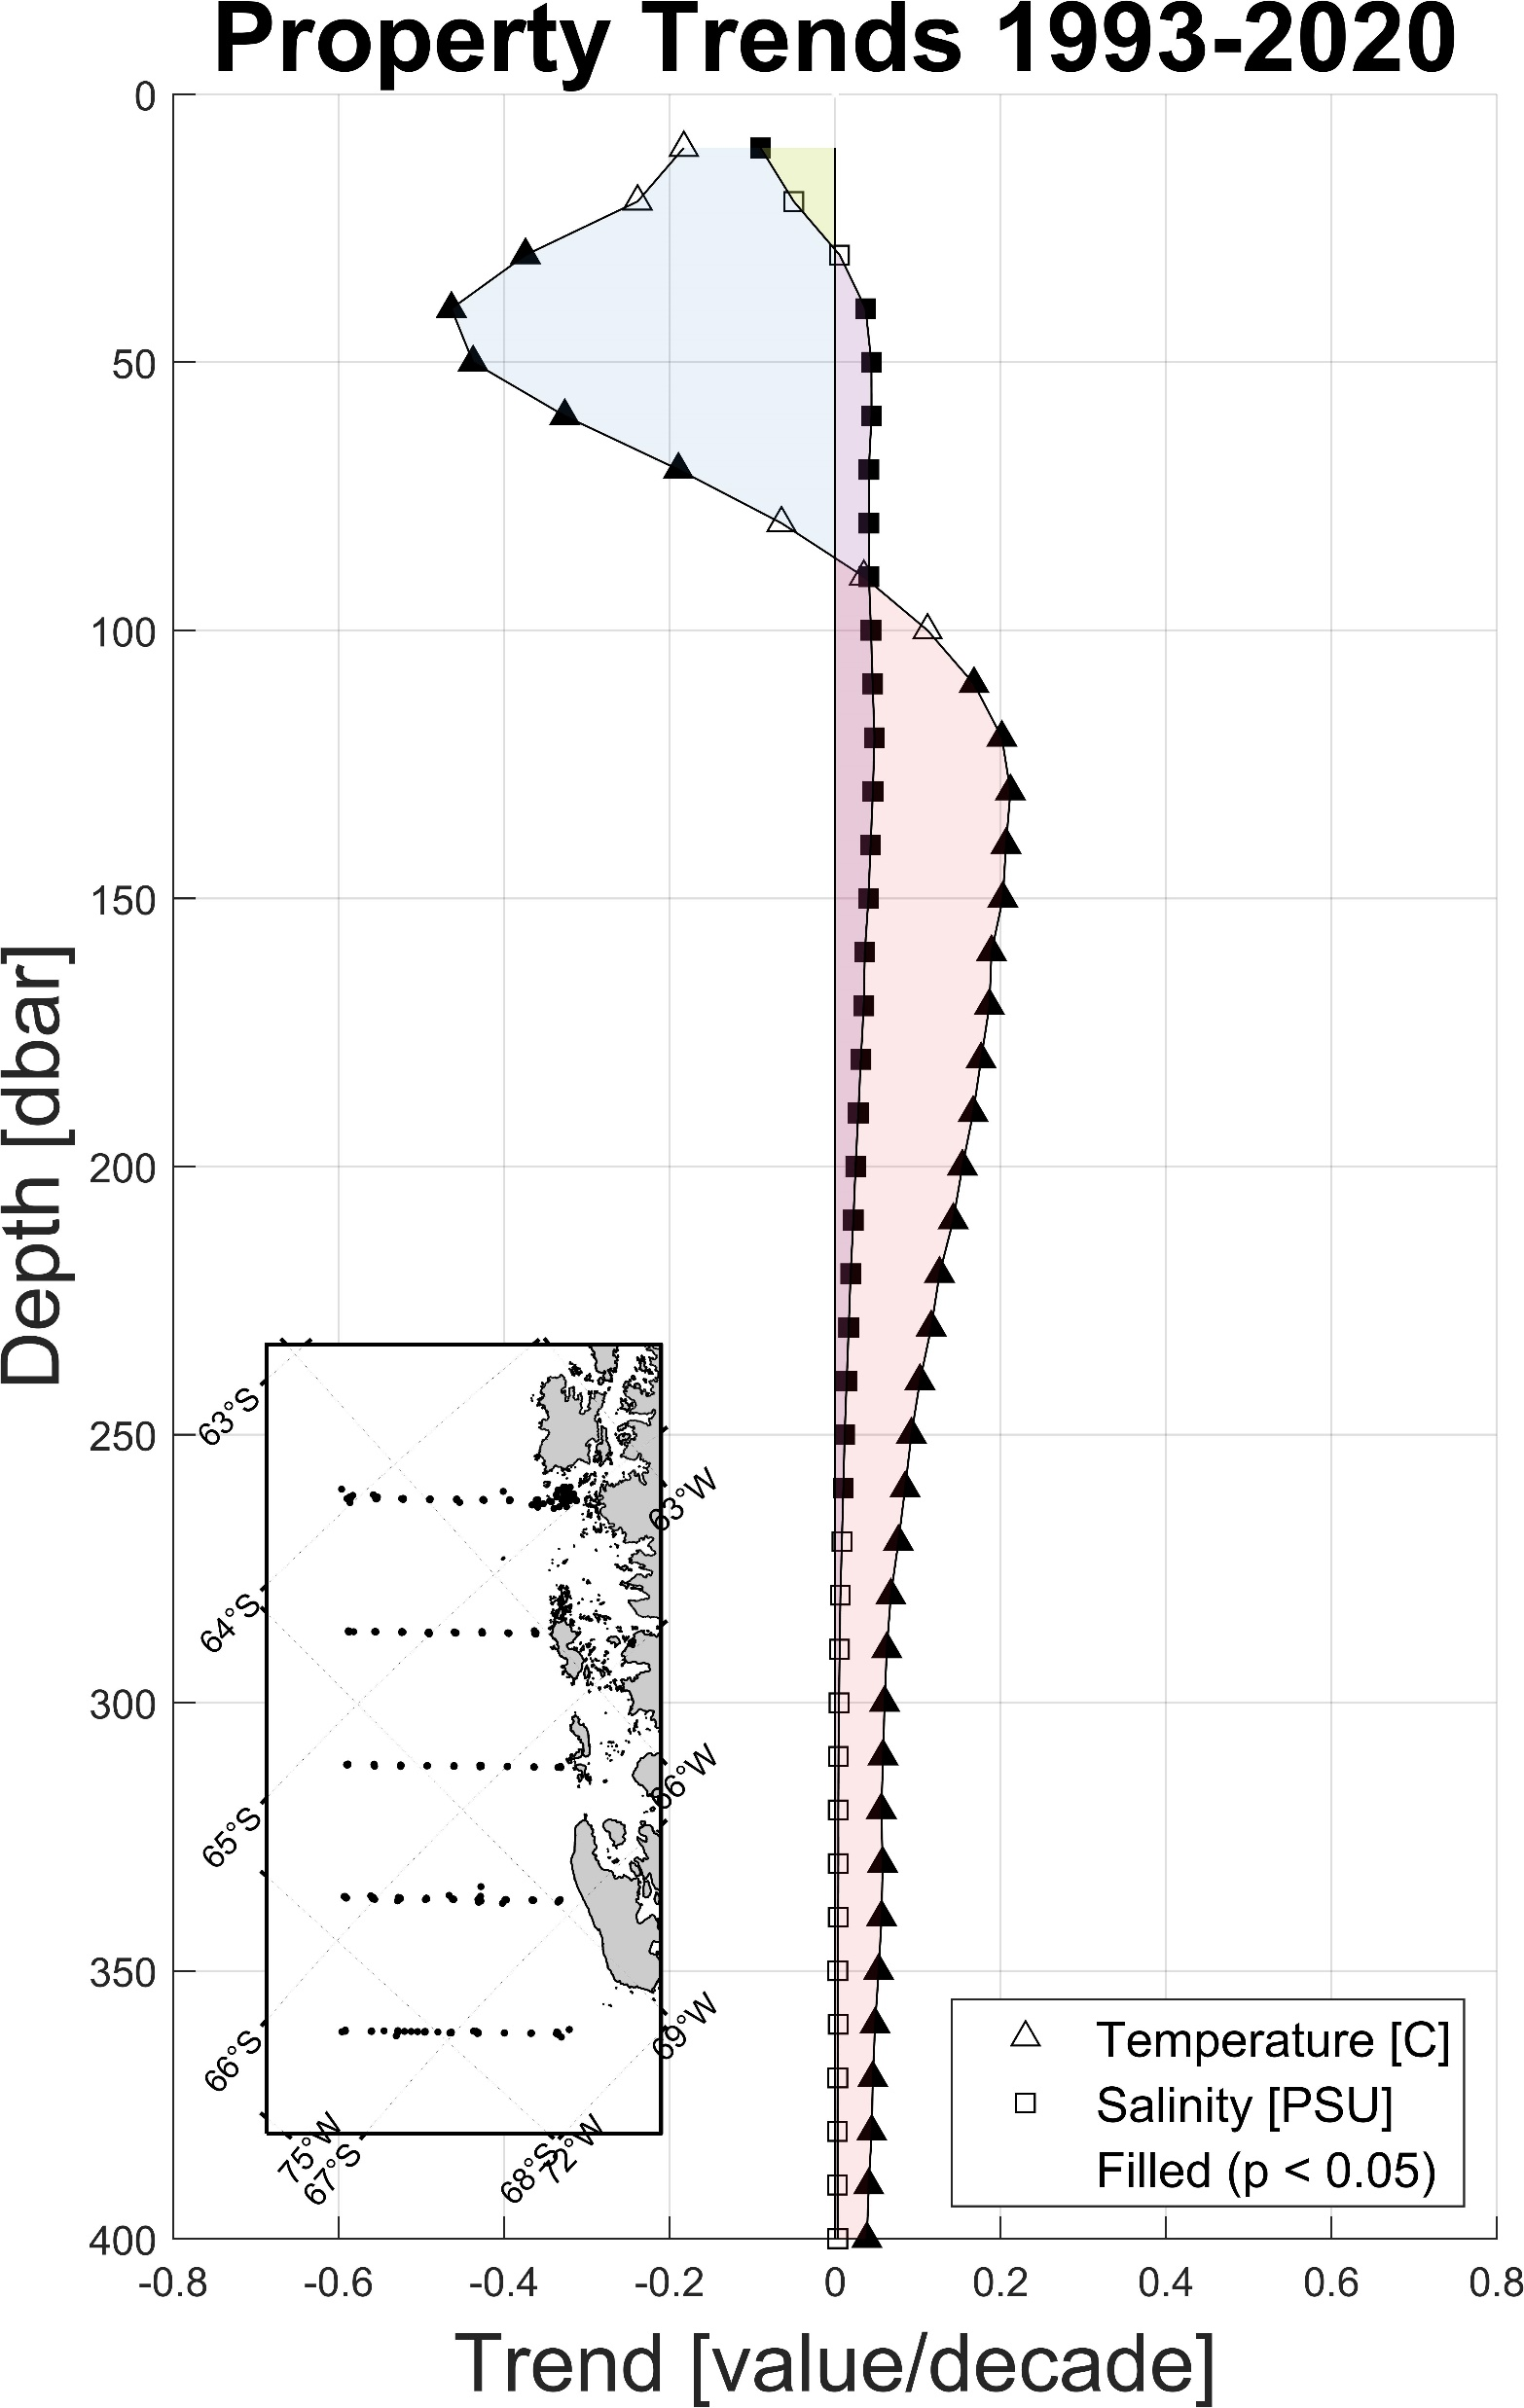 Property Trends 1993-2020
0
50
100
150
200
250
300
350
400
Depth [dbar]
63°S
64°S
65°S
66°S
75°W
67°S
68°S
72°W
63°W
66°W
69°W
Temperature [C]
Salinity [PSU]
Filled (p < 0.05)
-0.8 -0.6 -0.4 -0.2 0 0.2 0.4 0.6 0.8
Trend [value/decade]